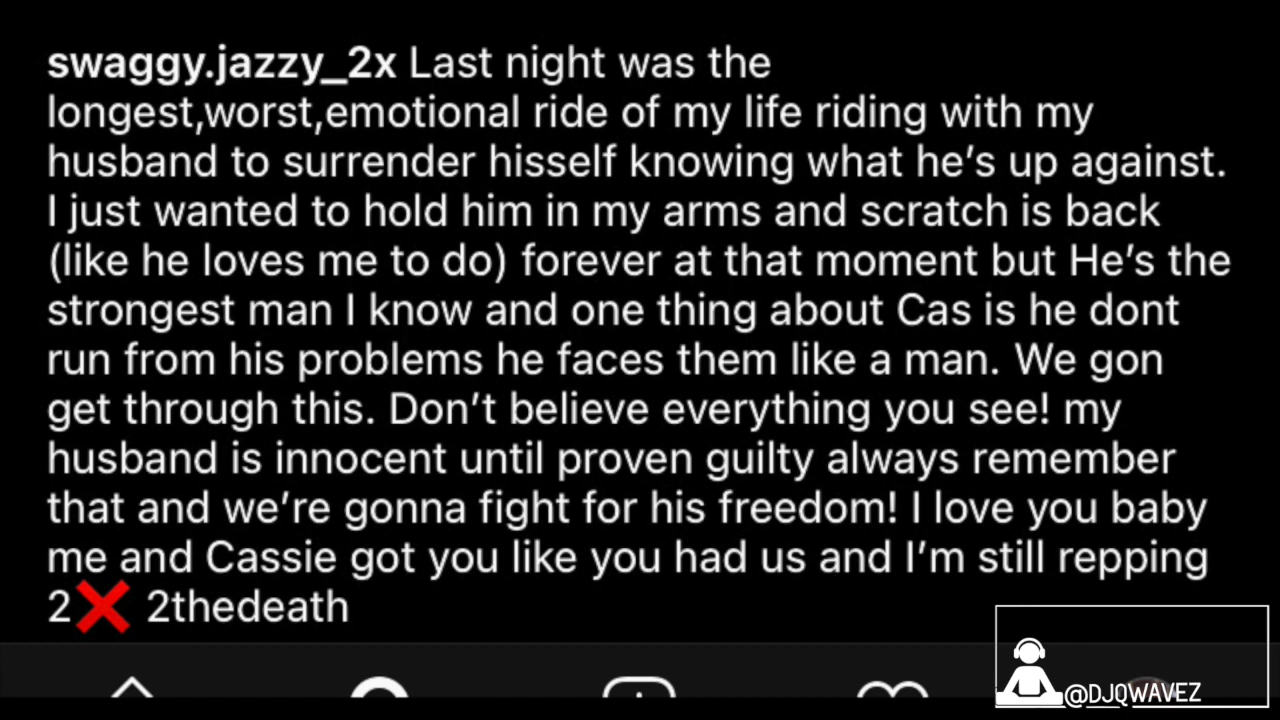 swaggy.jazzy_2x Last night was the
longest,worst,emotional ride of my life riding with my
husband to surrender hisself knowing what he’s up against.
I just wanted to hold him in my arms and scratch is back
(like he loves me to do) forever at that moment but He’s the
strongest man I know and one thing about Cas is he dont
run from his problems he faces them like a man. We gon
get through this. Don’t believe everything you see! my
husband is innocent until proven guilty always remember
that and we’re gonna fight for his freedom! I love you baby
me and Cassie got you like you had us and I’m still repping
2❌ 2thedeath
@DJQWAVEZ